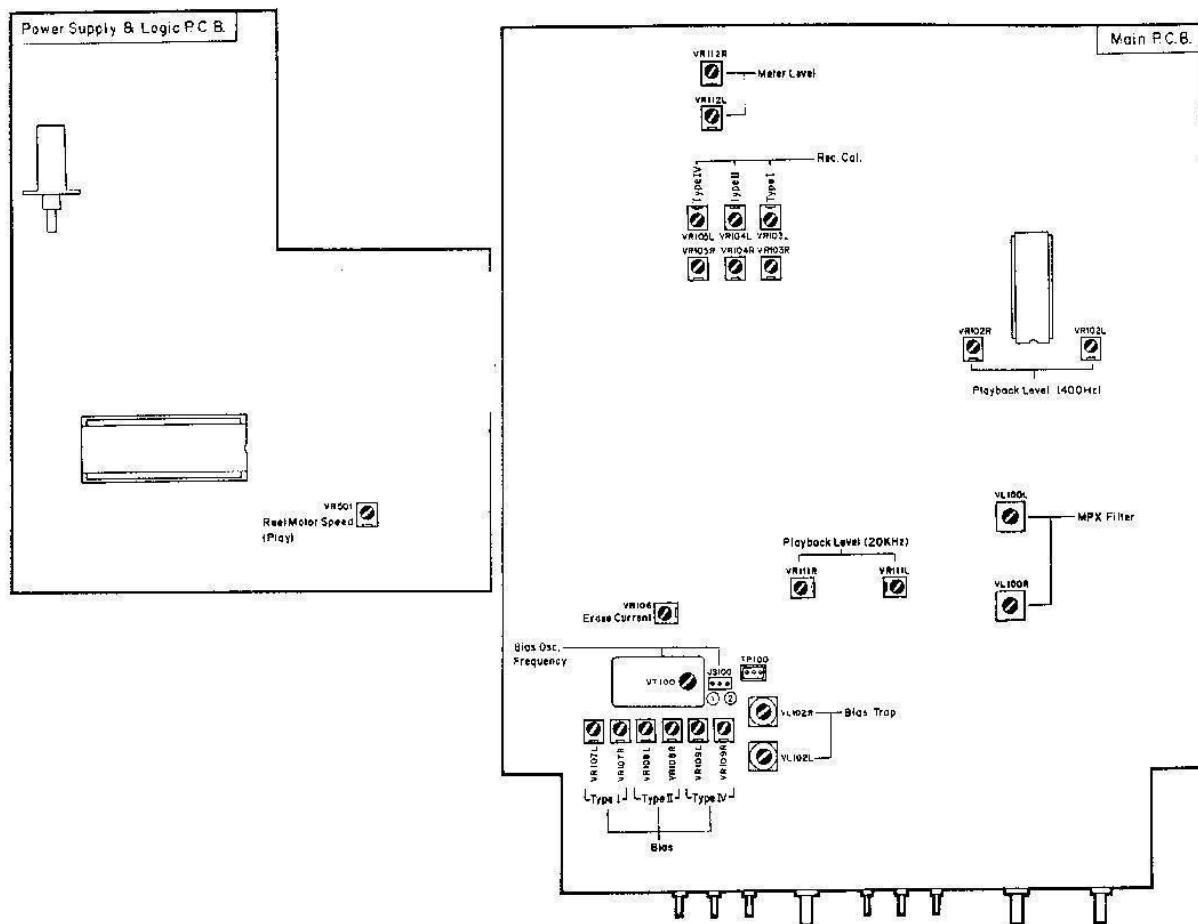 Power Supply & Logic P.C.B.
Main P.C.B.
VR112R
Meter Level
VR112L
Rec. Cal.
Type IV
Type II
Type I
VR105L
VR104L
VR103L
VR105R
VR104R
VR103R
VR102R
VR102L
Playback Level (400Hz)
VR501
Reel Motor Speed
(Play)
VL100L
MPX Filter
VL100R
Playback Level (20KHz)
VR111R
VR111L
VR106
Erase Current
Bias Osc.
Frequency
VT100
JS100
TP100
1 2
VL102R
Bias Trap
VL102L
VR107L
VR107R
VR108L
VR108R
VR109L
VR109R
Type I
Type II
Type IV
Bias